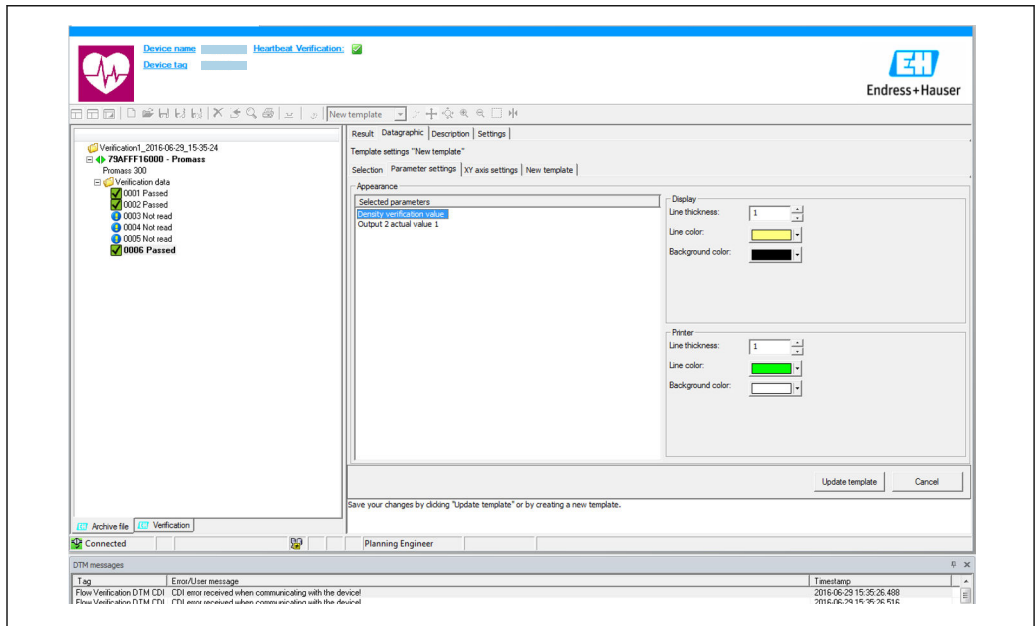 Device name Heartbeat Verification:
Device tag
Endress+Hauser
New template
Result Datagraphic Description Settings
Verification1_2016-06-29_15-35-24
79AFFF16000 - Promass
Promass 300
Verification data
0001 Passed
0002 Passed
0003 Not read
0004 Not read
0005 Not read
0006 Passed
Template settings "New template"
Selection Parameter settings XY axis settings New template
Appearance
Selected parameters
Density verification value
Output 2 actual value 1
Display
Line thickness: 1
Line color:
Background color:
Printer
Line thickness: 1
Line color:
Background color:
Update template Cancel
Save your changes by clicking "Update template" or by creating a new template.
Archive file Verification
Connected Planning Engineer
DTM messages
Tag Error/User message Timestamp
Flow Verification DTM CDI CDI error received when communicating with the device! 2016-06-29 15:35:26.488
Flow Verification DTM CDI CDI error received when communicating with the device! 2016-06-29 15:35:26.516